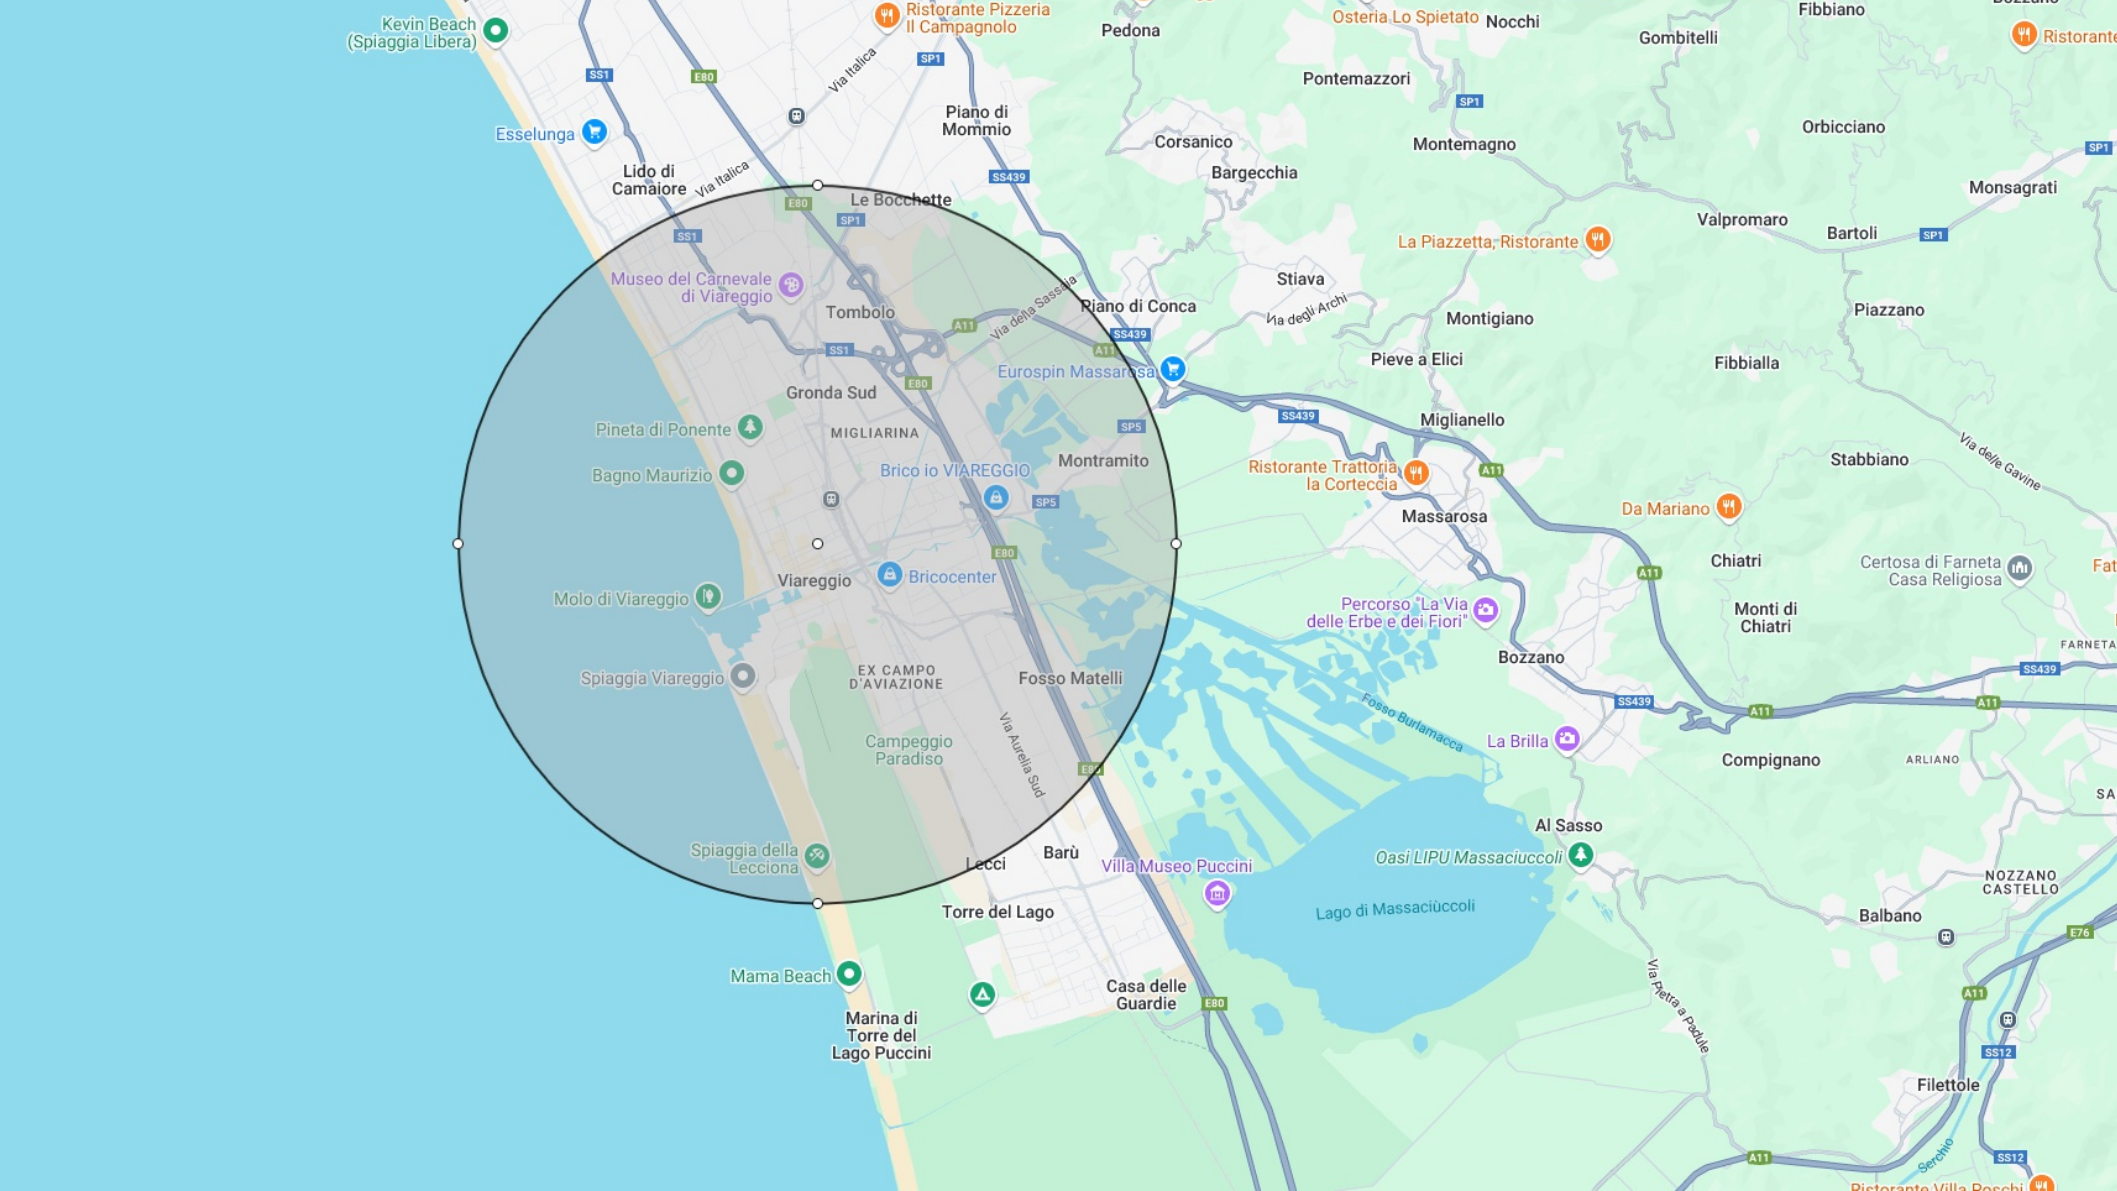 Kevin Beach
(Spiaggia Libera)
Ristorante Pizzeria
Il Campagnolo
Pedona
Osteria Lo Spietato
Nocchi
Gombitelli
Fibbiano
Ristorante
SS1
E80
Via Italica
SP1
Pontemazzori
SP1
Esselunga
Piano di
Mommio
Corsanico
Montemagno
Orbicciano
SP1
Lido di
Camaiore
Via Italica
SS439
Bargecchia
Monsagrati
E80
Le Bocchette
SP1
Valpromaro
Bartoli
SP1
SS1
La Piazzetta, Ristorante
Museo del Carnevale
di Viareggio
Tombolo
Via della Sassaia
Piano di Conca
Stiava
Via degli Archi
Montigiano
Piazzano
A11
SS439
SS1
A11
Pieve a Elici
Fibbialla
Eurospin Massarosa
E80
Gronda Sud
SS439
Miglianello
Pineta di Ponente
MIGLIARINA
SP5
Via delle Gavine
Bagno Maurizio
Brico io VIAREGGIO
Montramito
Ristorante Trattoria
la Corteccia
A11
Stabbiano
SP5
Massarosa
Da Mariano
E80
Chiatri
Certosa di Farneta
Casa Religiosa
Fat
Viareggio
Bricocenter
A11
Molo di Viareggio
Percorso "La Via
delle Erbe e dei Fiori"
Monti di
Chiatri
FARNETA
Spiaggia Viareggio
EX CAMPO
D'AVIAZIONE
Fosso Matelli
Bozzano
SS439
Fosso Burlamacca
SS439
A11
A11
Campeggio
Paradiso
Via Aurelia Sud
La Brilla
Compignano
ARLIANO
E80
SA
Spiaggia della
Lecciona
Lecci
Barù
Villa Museo Puccini
Al Sasso
Oasi LIPU Massaciuccoli
NOZZANO
CASTELLO
Torre del Lago
Lago di Massaciùccoli
Balbano
E76
Mama Beach
Casa delle
Guardie
E80
Via Pietra a Padule
A11
Marina di
Torre del
Lago Puccini
SS12
Filettole
Serchio
A11
SS12
Ristorante Villa Poschi